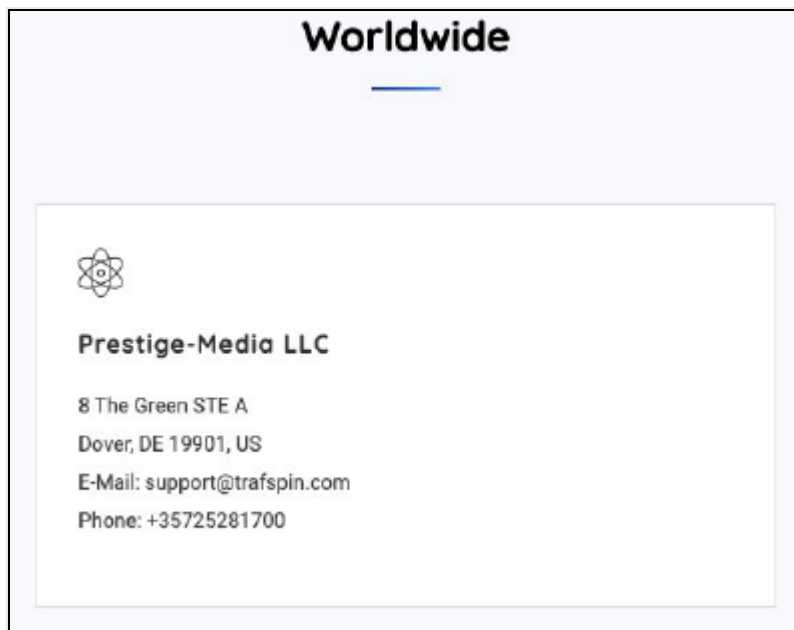 Worldwide
Prestige-Media LLC
8 The Green STE A
Dover, DE 19901, US
E-Mail: support@trafspin.com
Phone: +35725281700